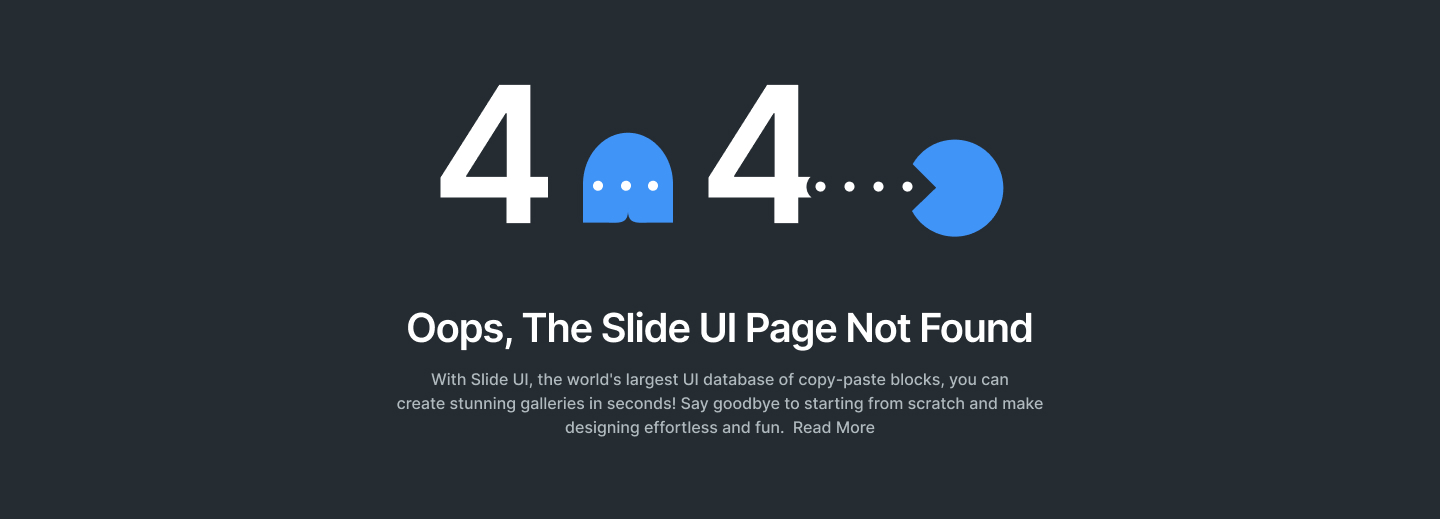 4 4
Oops, The Slide UI Page Not Found
With Slide UI, the world's largest UI database of copy-paste blocks, you can
create stunning galleries in seconds! Say goodbye to starting from scratch and make
designing effortless and fun. Read More